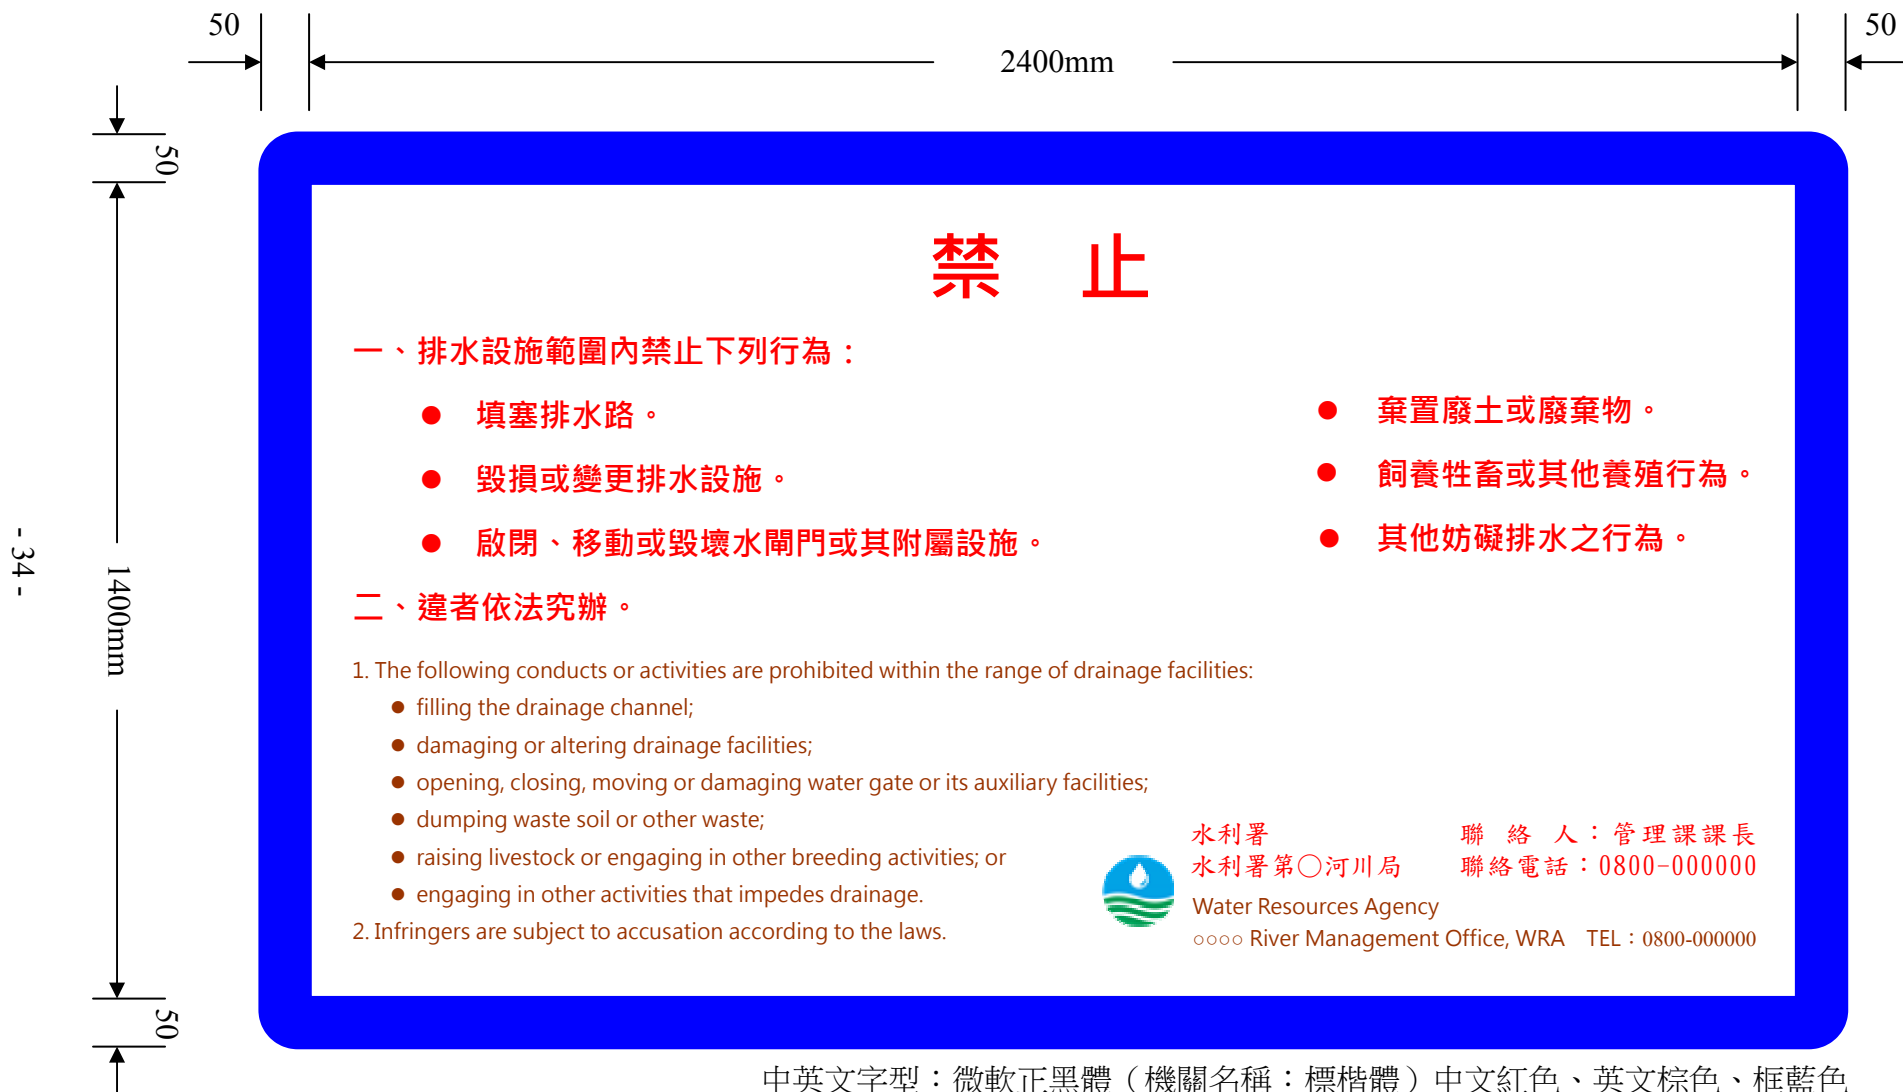 50
2400mm
50
50
禁 止
一、排水設施範圍內禁止下列行為：
● 填塞排水路。
● 棄置廢土或廢棄物。
● 毀損或變更排水設施。
● 飼養牲畜或其他養殖行為。
● 啟閉、移動或毀壞水閘門或其附屬設施。
● 其他妨礙排水之行為。
- 34 -
1400mm
二、違者依法究辦。
1. The following conducts or activities are prohibited within the range of drainage facilities:
● filling the drainage channel;
● damaging or altering drainage facilities;
● opening, closing, moving or damaging water gate or its auxiliary facilities;
● dumping waste soil or other waste;
● raising livestock or engaging in other breeding activities; or
● engaging in other activities that impedes drainage.
2. Infringers are subject to accusation according to the laws.
水利署 聯 絡 人：管理課課長
水利署第○河川局 聯絡電話：0800-000000
Water Resources Agency
○○○○ River Management Office, WRA TEL：0800-000000
50
中英文字型：微軟正黑體（機關名稱：標楷體）中文紅色、英文棕色、框藍色